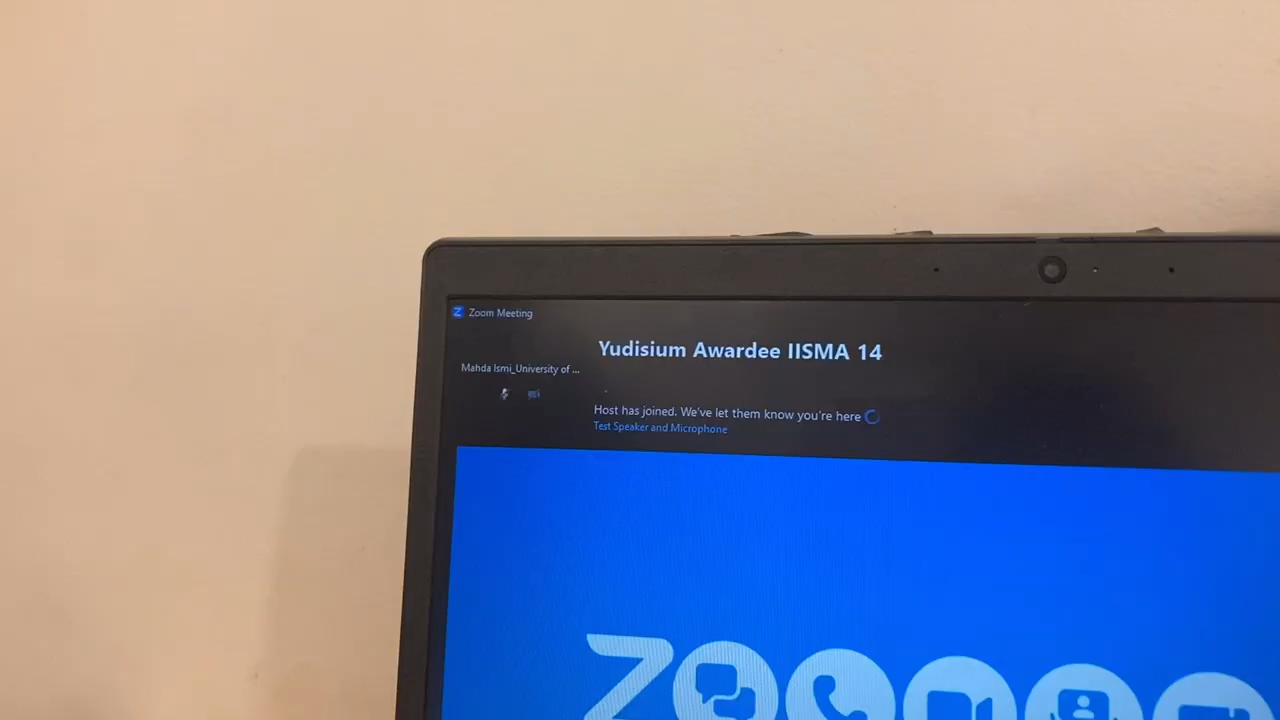 Zoom Meeting
Yudisium Awardee IISMA 14
Mahda Ismi_University of ...
Host has joined. We've let them know you're here
Test Speaker and Microphone
zoom